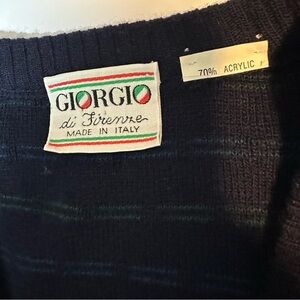 GIORGIO
di Firenze
MADE IN ITALY
70% ACRYLIC